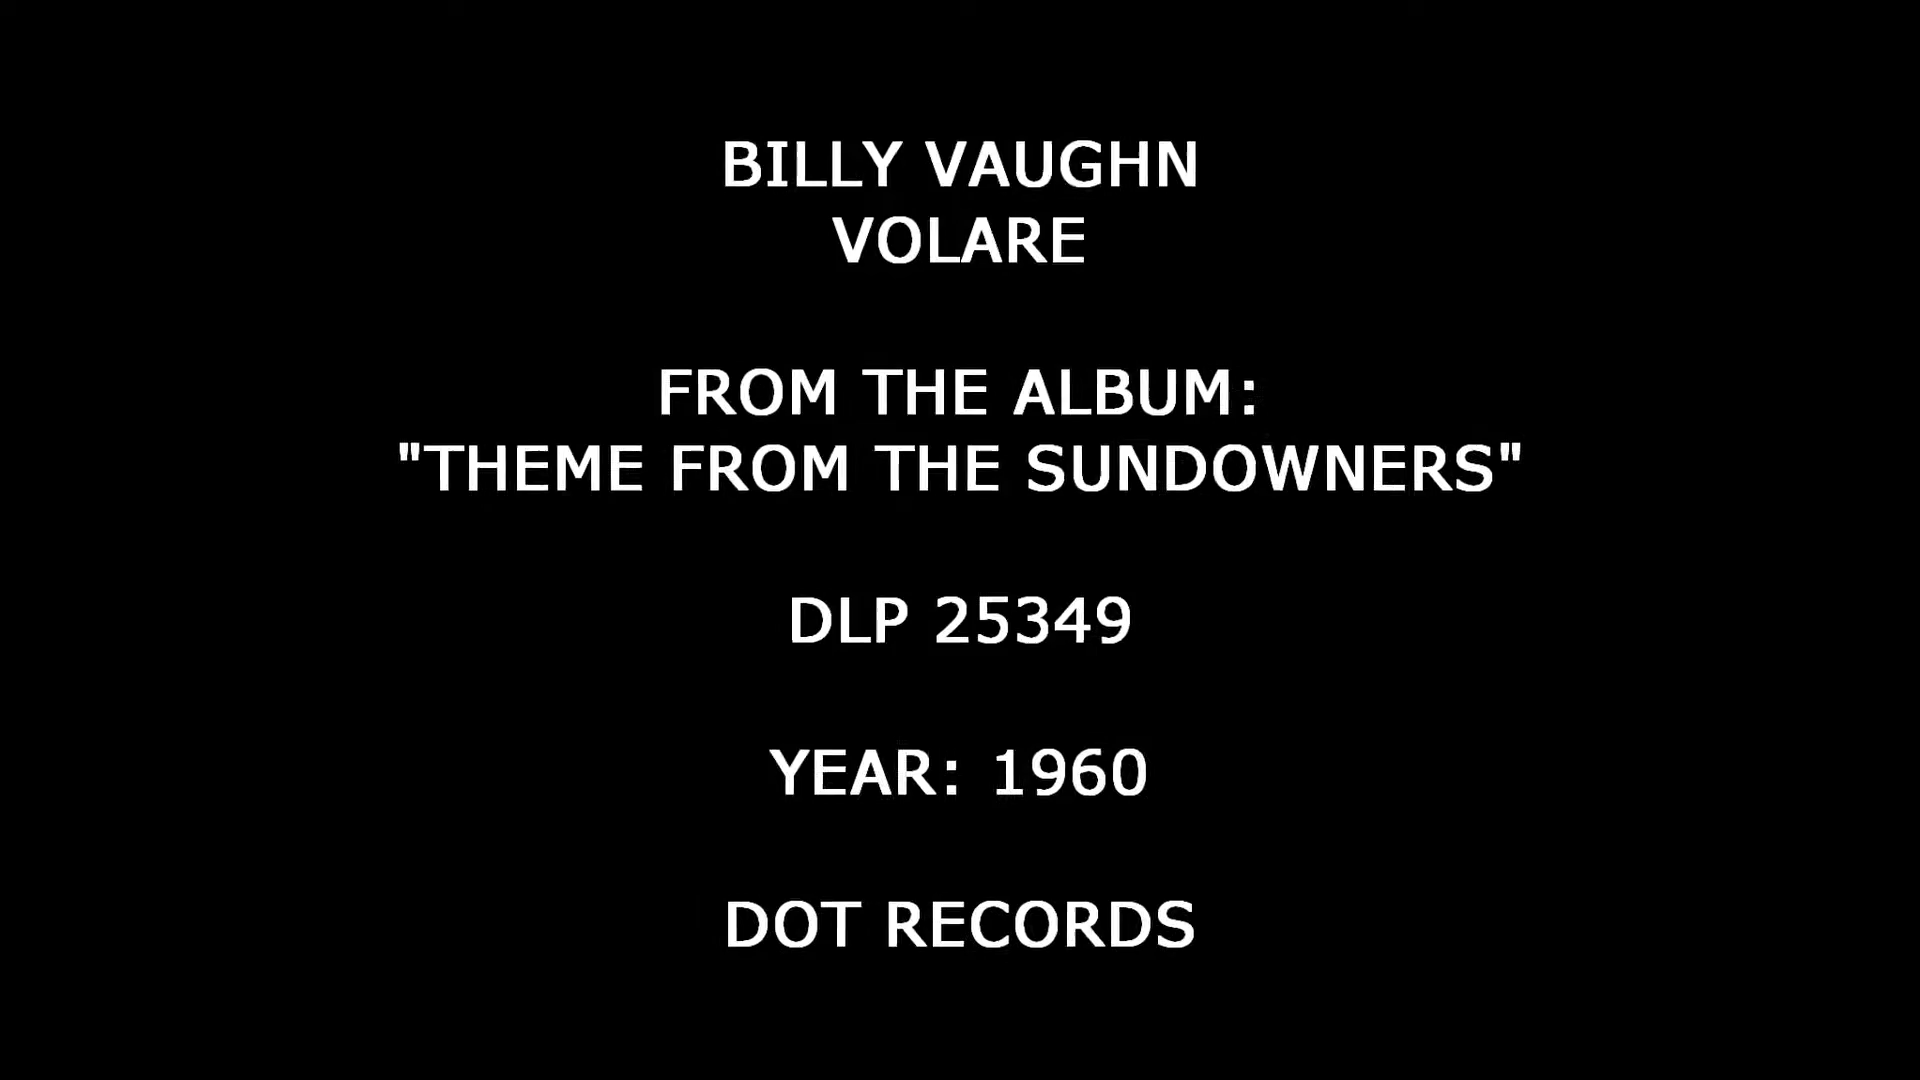 BILLY VAUGHN
VOLARE
FROM THE ALBUM:
"THEME FROM THE SUNDOWNERS"
DLP 25349
YEAR: 1960
DOT RECORDS